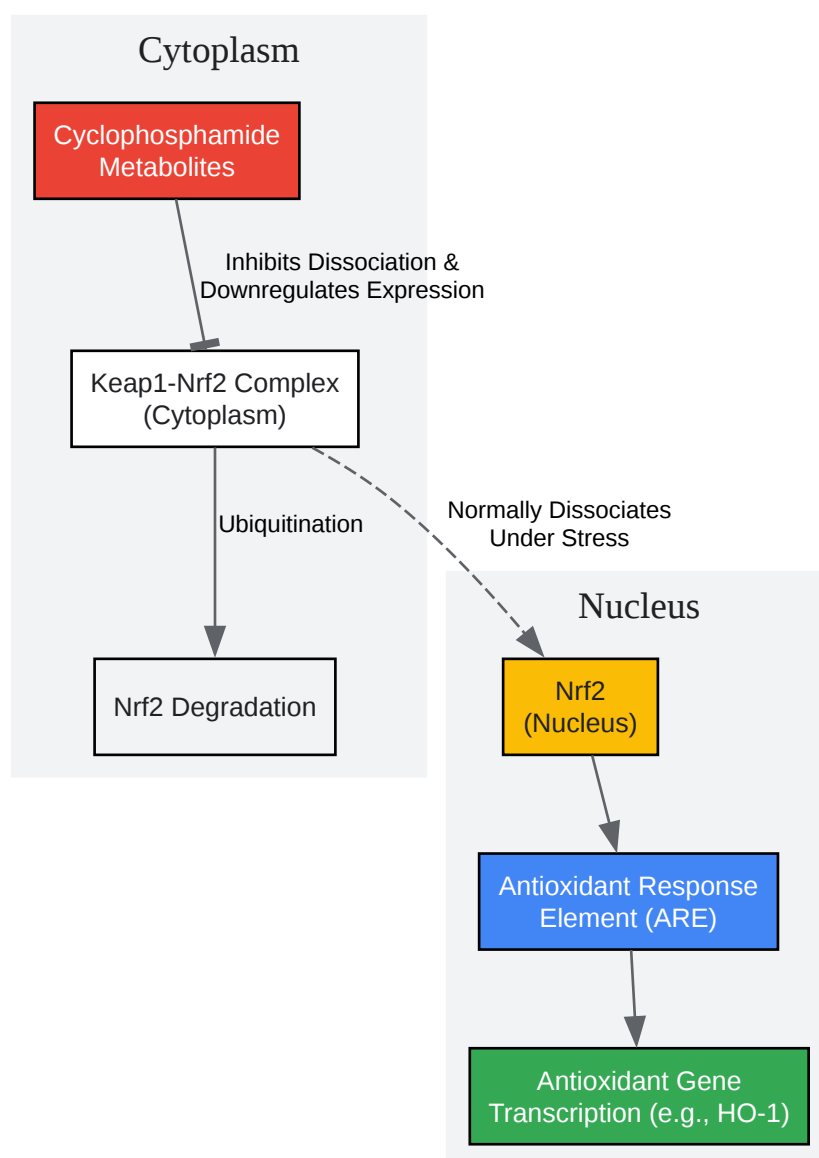 Cytoplasm
Cyclophosphamide
Metabolites
Inhibits Dissociation &
Downregulates Expression
Keap1-Nrf2 Complex
(Cytoplasm)
Ubiquitination
Normally Dissociates
Under Stress
Nucleus
Nrf2 Degradation
Nrf2
(Nucleus)
Antioxidant Response
Element (ARE)
Antioxidant Gene
Transcription (e.g., HO-1)